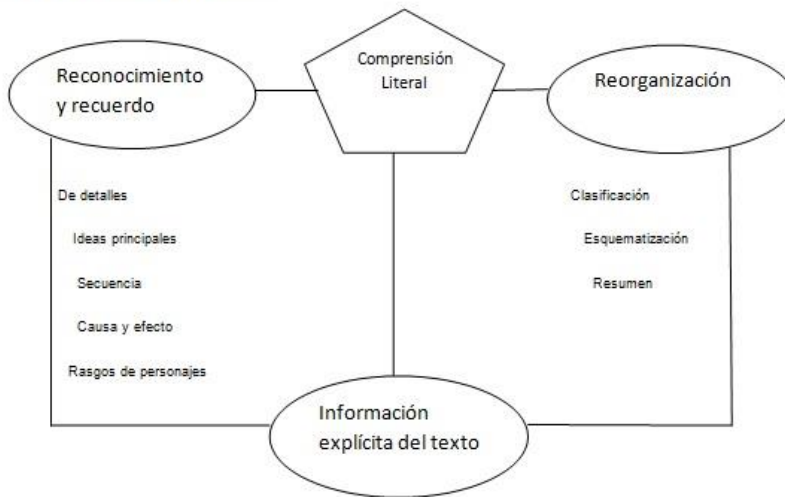 Comprensión
Literal
Reconocimiento
y recuerdo
Reorganización
De detalles
Ideas principales
Secuencia
Causa y efecto
Rasgos de personajes
Clasificación
Esquematización
Resumen
Información
explícita del texto